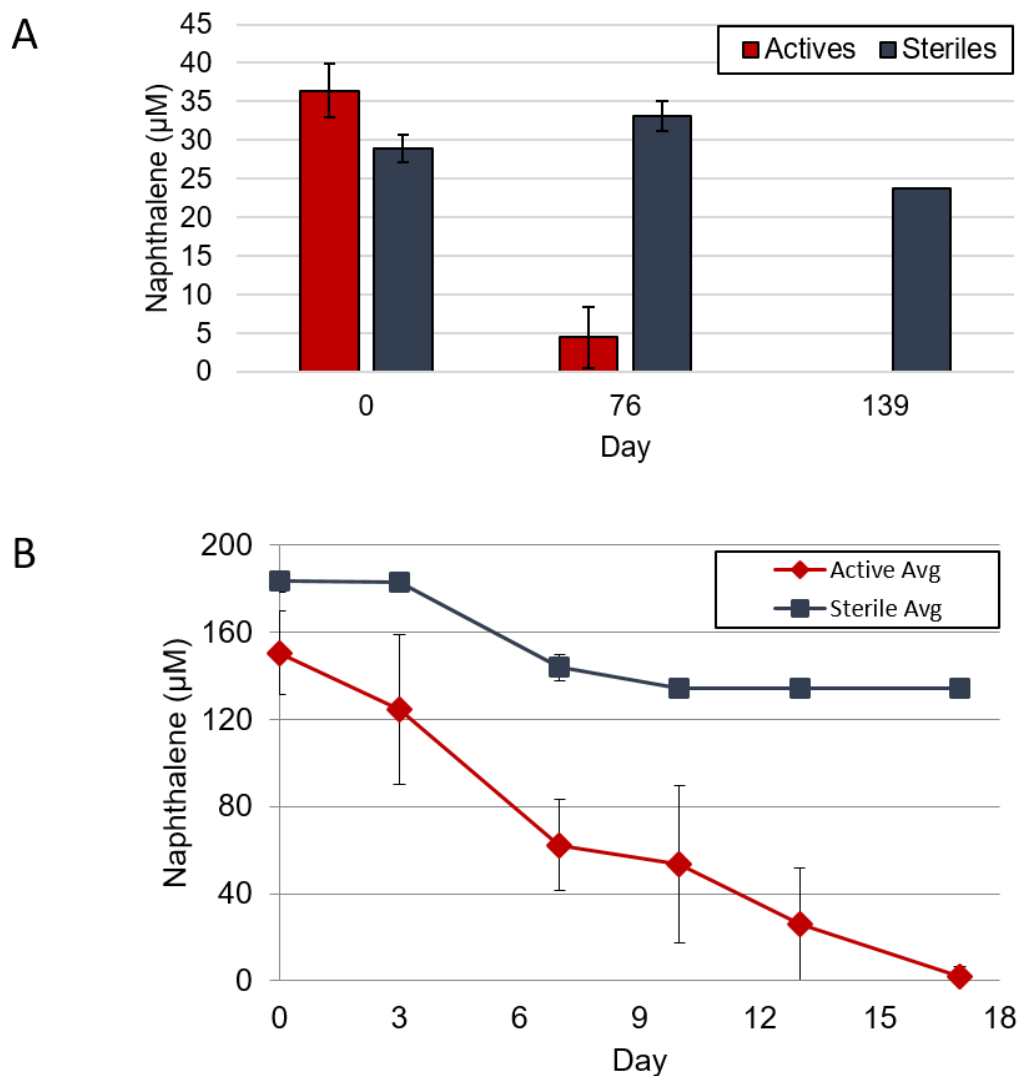 A
Naphthalene (µM)
45
40
35
30
25
20
15
10
5
0
Actives Steriles
0 76 139
Day
B
Naphthalene (µM)
200
160
120
80
40
0
Active Avg
Sterile Avg
0 3 6 9 12 15 18
Day